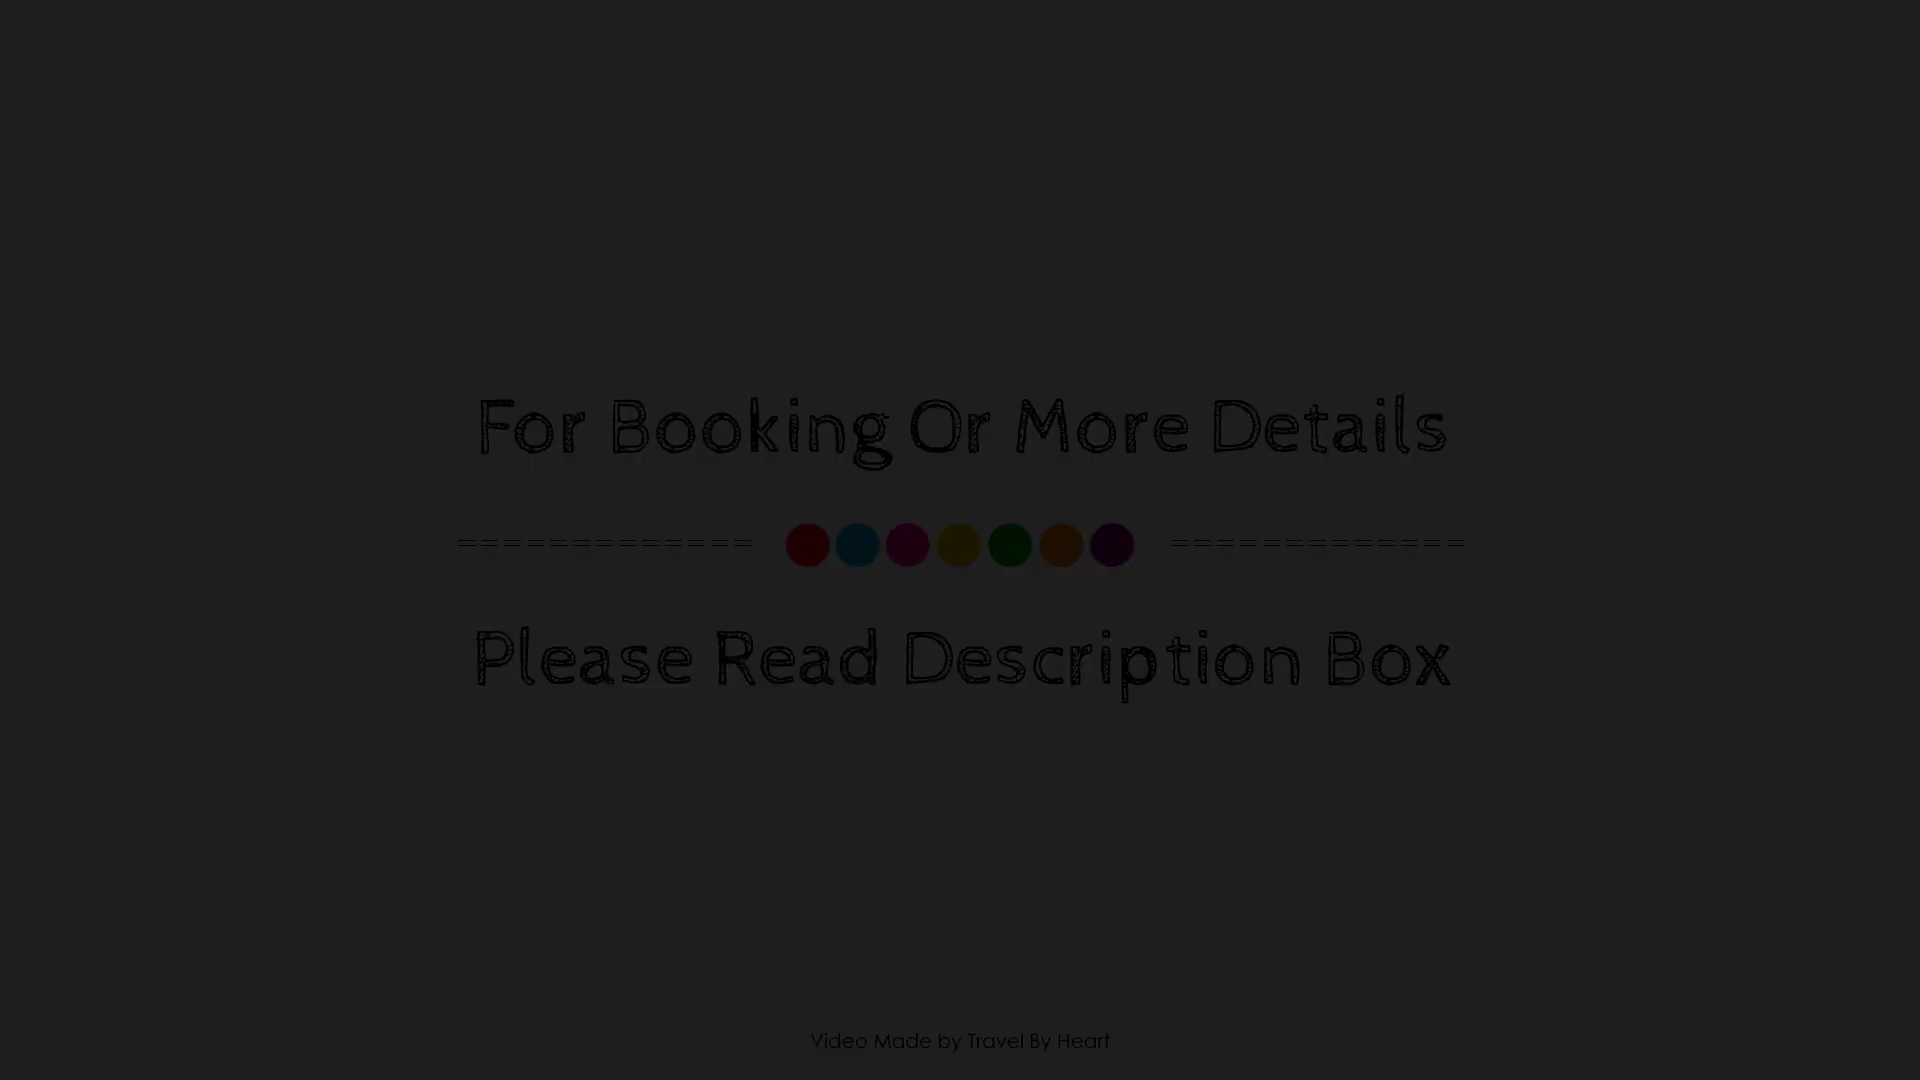 For Booking Or More Details
============= =============
Please Read Description Box
Video Made by Travel By Heart